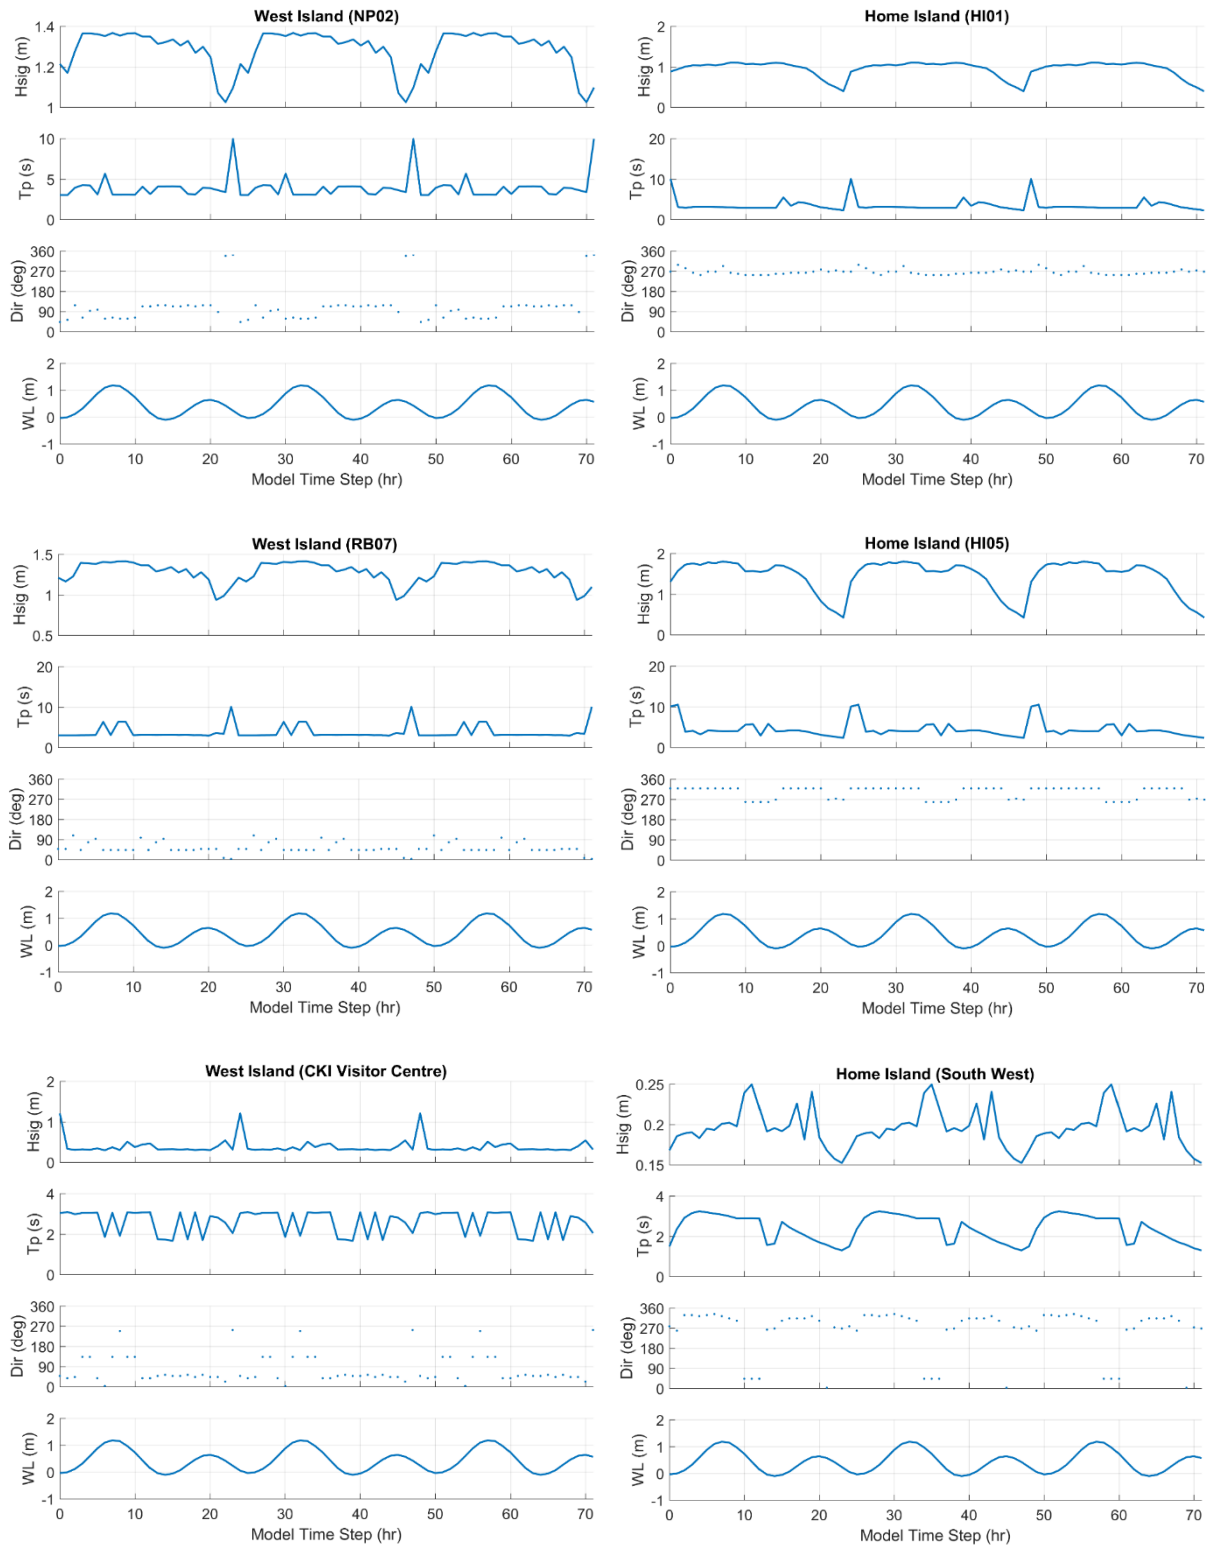 West Island (NP02)
Hsig (m)
1.4
1.2
1
Tp (s)
10
5
0
Dir (deg)
360
270
180
90
0
WL (m)
2
1
0
-1
0 10 20 30 40 50 60 70
Model Time Step (hr)
Home Island (HI01)
Hsig (m)
2
1
0
Tp (s)
20
10
0
Dir (deg)
360
270
180
90
0
WL (m)
2
1
0
-1
0 10 20 30 40 50 60 70
Model Time Step (hr)
West Island (RB07)
Hsig (m)
1.5
1
0.5
Tp (s)
20
10
0
Dir (deg)
360
270
180
90
0
WL (m)
2
1
0
-1
0 10 20 30 40 50 60 70
Model Time Step (hr)
Home Island (HI05)
Hsig (m)
2
1
0
Tp (s)
20
10
0
Dir (deg)
360
270
180
90
0
WL (m)
2
1
0
-1
0 10 20 30 40 50 60 70
Model Time Step (hr)
West Island (CKI Visitor Centre)
Hsig (m)
2
1
0
Tp (s)
4
2
0
Dir (deg)
360
270
180
90
0
WL (m)
2
1
0
-1
0 10 20 30 40 50 60 70
Model Time Step (hr)
Home Island (South West)
Hsig (m)
0.25
0.2
0.15
Tp (s)
4
2
0
Dir (deg)
360
270
180
90
0
WL (m)
2
1
0
-1
0 10 20 30 40 50 60 70
Model Time Step (hr)